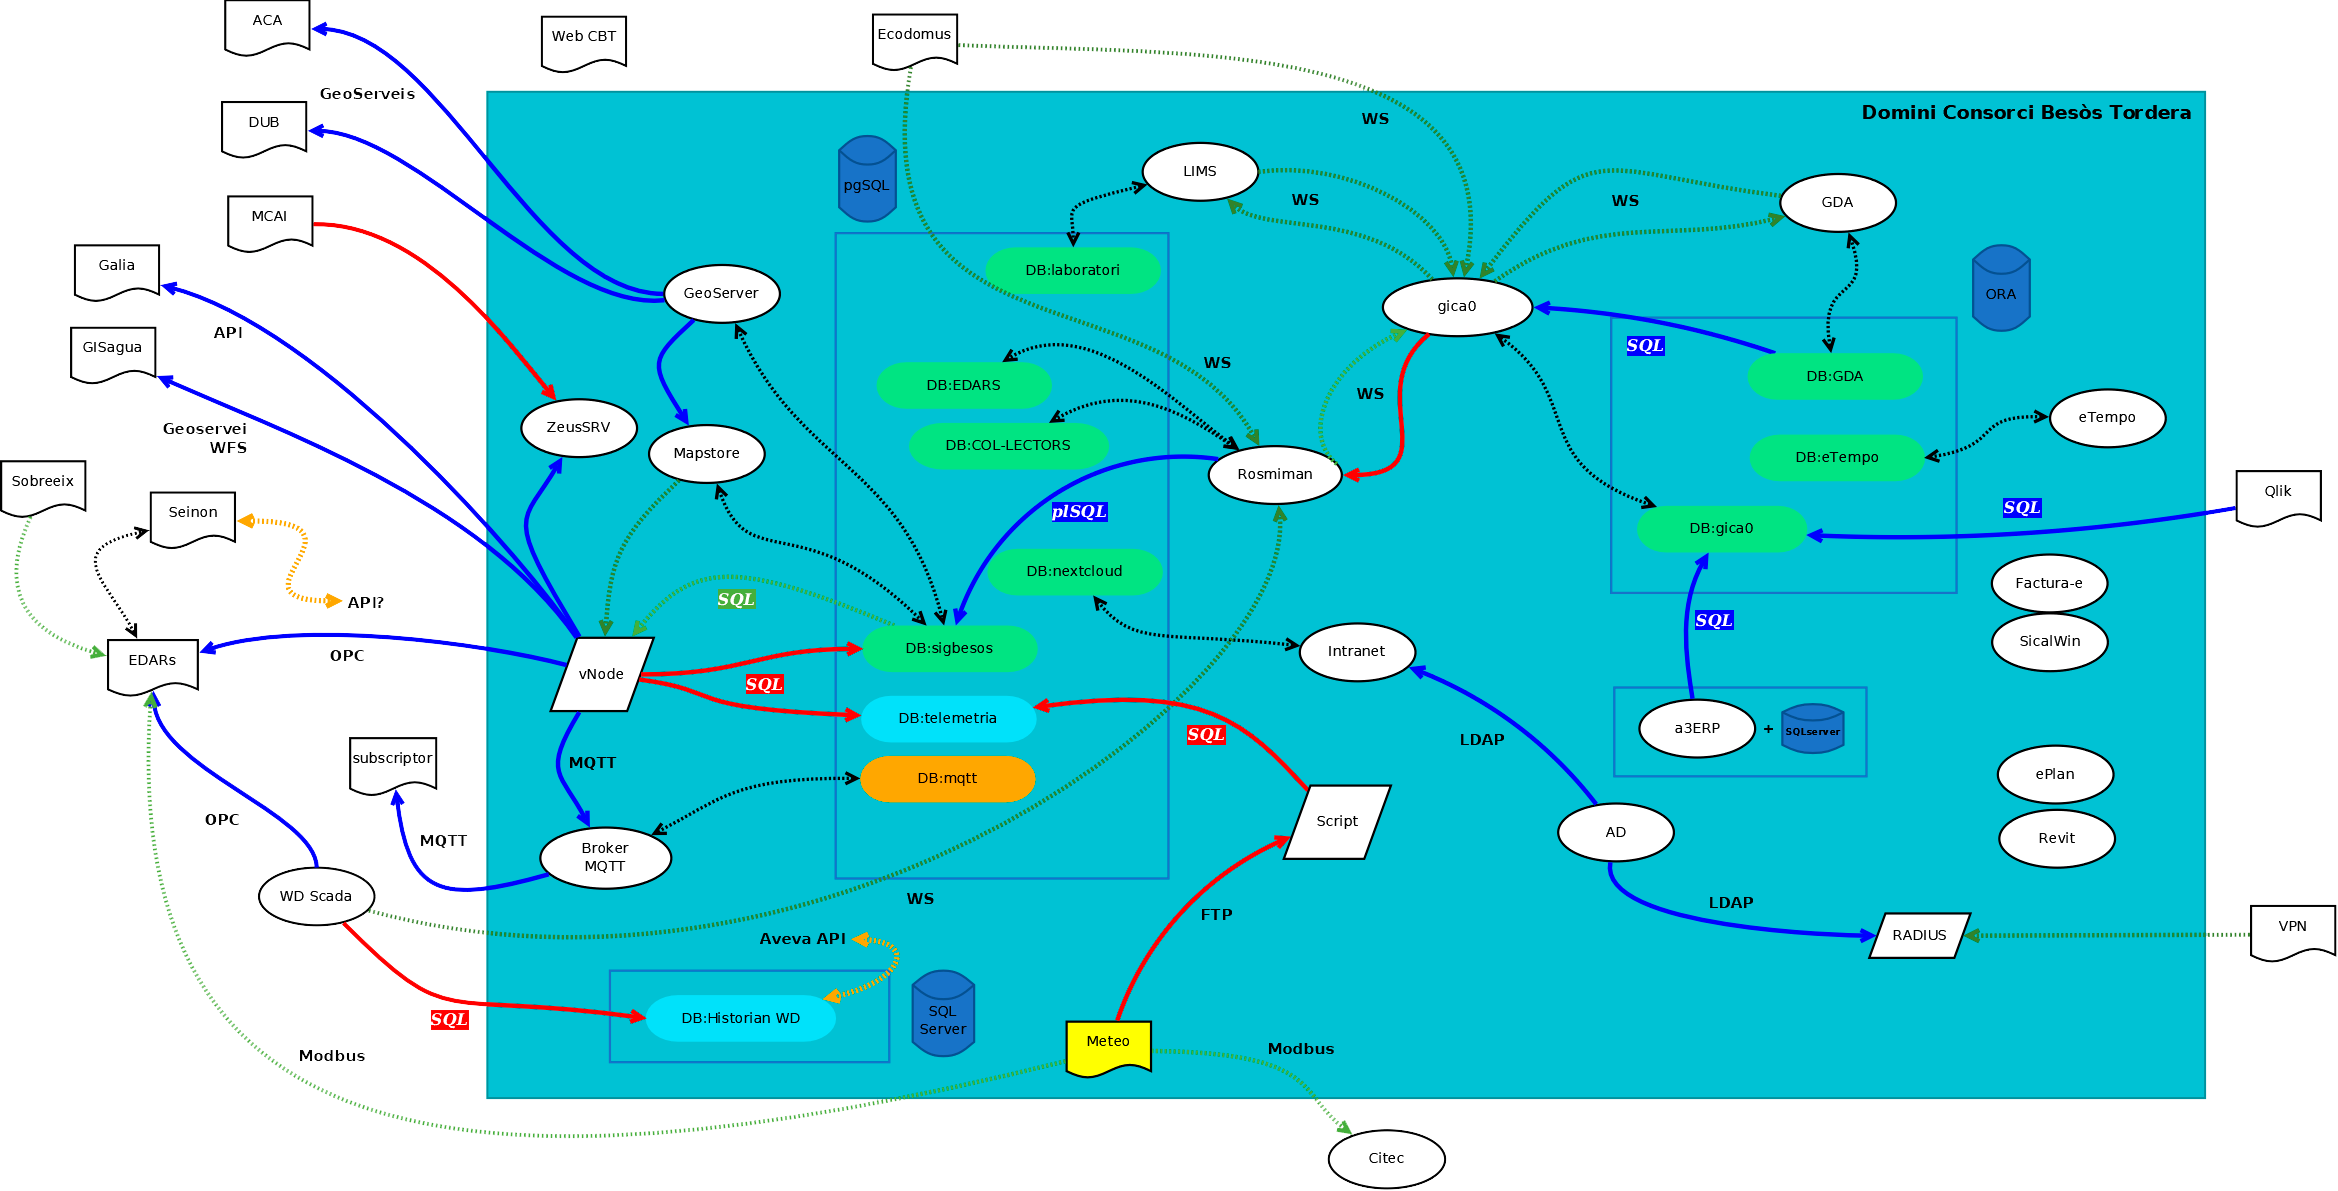 ACA
Web CBT
Ecodomus
GeoServeis
Domini Consorci Besòs Tordera
WS
DUB
pgSQL
LIMS
WS
WS
GDA
MCAI
Galia
DB:laboratori
GeoServer
gica0
ORA
API
GISagua
SQL
WS
DB:EDARS
WS
DB:GDA
Geoservei
WFS
ZeusSRV
Mapstore
DB:COL-LECTORS
Rosmiman
DB:eTempo
eTempo
Sobreeix
Seinon
plSQL
DB:gica0
SQL
Qlik
API?
SQL
DB:nextcloud
Factura-e
SQL
EDARs
OPC
vNode
DB:sigbesos
Intranet
SicalWin
SQL
DB:telemetria
SQL
LDAP
a3ERP
+
SQLserver
subscriptor
MQTT
DB:mqtt
ePlan
OPC
MQTT
Broker
MQTT
Script
AD
Revit
WD Scada
WS
FTP
LDAP
Aveva API
RADIUS
VPN
SQL
DB:Historian WD
SQL
Server
Modbus
Meteo
Modbus
Citec